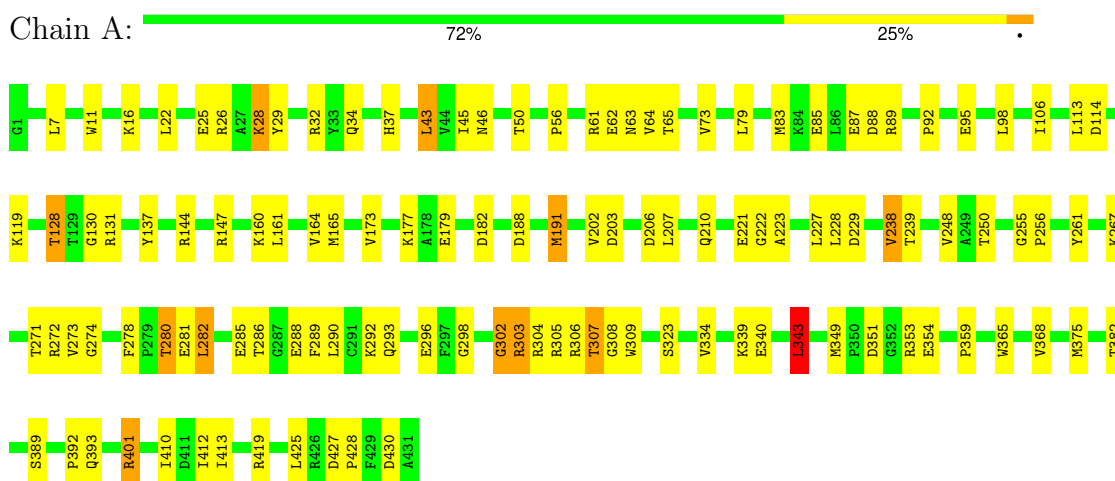 Chain A:
72% 25% •
G1 L7 W11 K16 L22 E25 R26 A27 K28 Y29 R32 Y33 Q34 H37 L43 V44 I45 N46 T50 P56 R61 E62 N63 V64 T65 V73 L79 M83 K84 E85 L86 E87 D88 R89 P92 E95 L98 I106 L113 D114
K119 T128 T129 G130 R131 Y137 R144 R147 K160 L161 V164 M165 V173 K177 A178 E179 D182 D188 M191 V202 D203 D206 L207 Q210 E221 G222 A223 L227 L228 D229 V238 T239 V248 A249 T250 G255 P256 Y261 K267
T271 R272 V273 G274 F278 P279 T280 E281 L282 E285 T286 G287 E288 F289 L290 C291 K292 Q293 E296 F297 G298 G302 R303 R304 R305 R306 T307 G308 W309 S323 V334 K339 E340 L343 M349 P350 D351 G352 R353 E354 P359 W365 V368 M375
S389 P392 Q393 R401 I410 D411 I412 I413 R419 L425 R426 D427 P428 F429 D430 A431